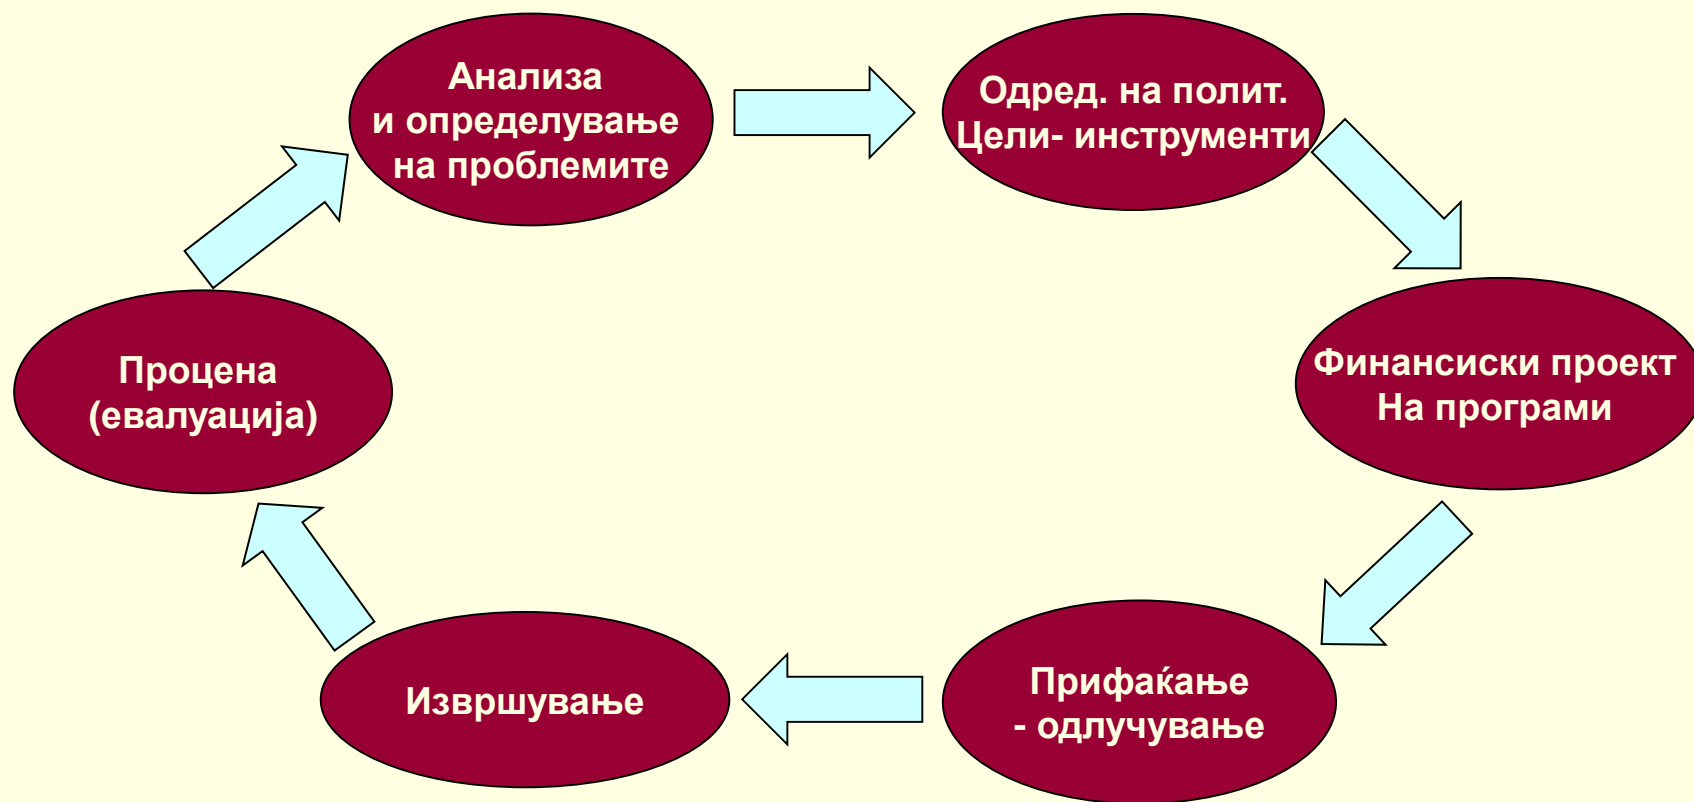 Анализа
и определување
на проблемите
Одред. на полит.
Цели- инструменти
Финансиски проект
На програми
Прифаќање
- одлучување
Извршување
Процена
(евалуација)